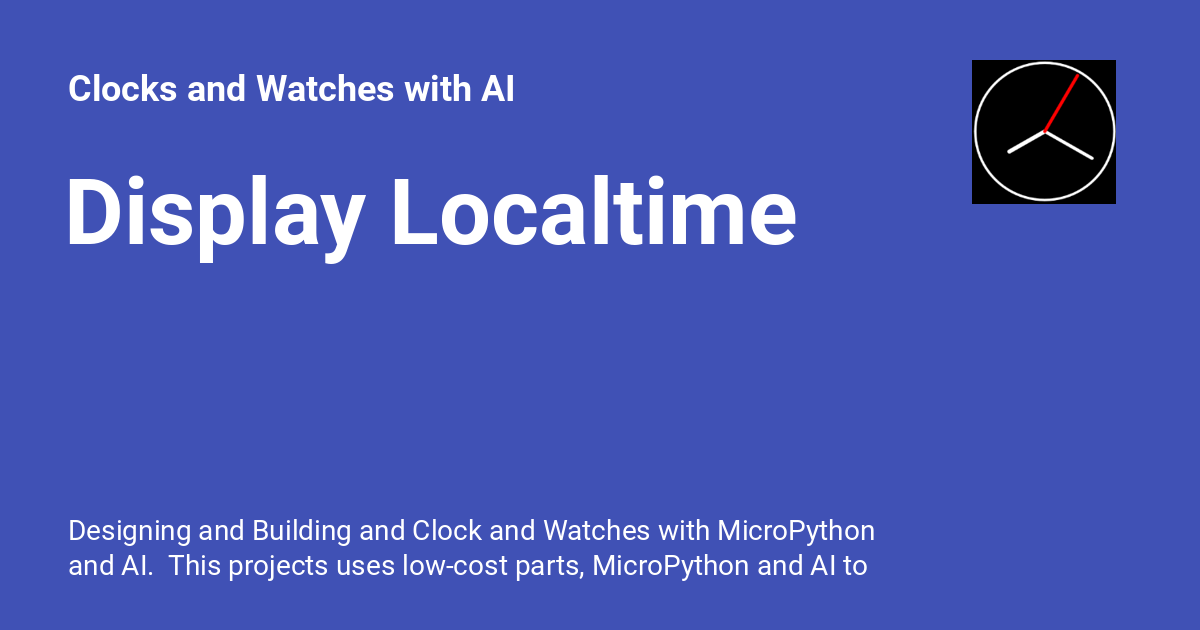 Clocks and Watches with AI
Display Localtime
Designing and Building and Clock and Watches with MicroPython
and AI.  This projects uses low-cost parts, MicroPython and AI to